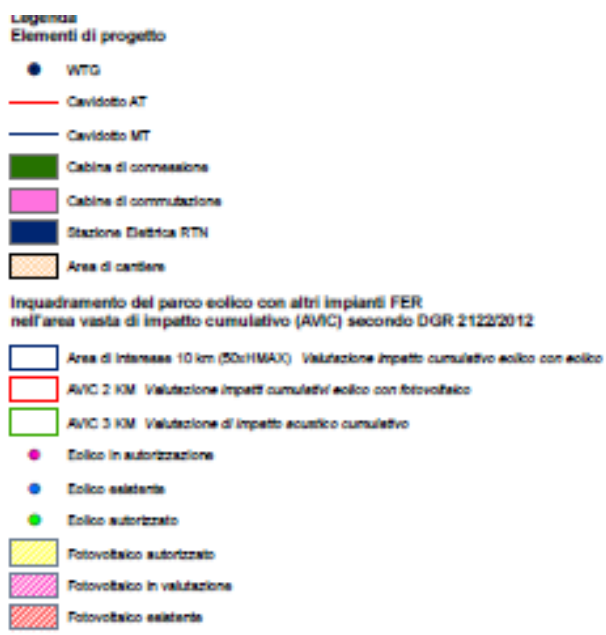 Legenda
Elementi di progetto
WTG
Cavidotto AT
Cavidotto MT
Cabina di connessione
Cabine di commutazione
Stazione Elettrica RTN
Area di cantiere
Inquadramento del parco eolico con altri impianti FER
nell'area vasta di impatto cumulativo (AVIC) secondo DGR 2122/2012
Area di Interesse 10 km (50xHMAX) Valutazione impatto cumulativo eolico con eolico
AVIC 2 KM Valutazione impatti cumulativi eolico con fotovoltaico
AVIC 3 KM Valutazione di impatto acustico cumulativo
Eolico in autorizzazione
Eolico esistente
Eolico autorizzato
Fotovoltaico autorizzato
Fotovoltaico in valutazione
Fotovoltaico esistente